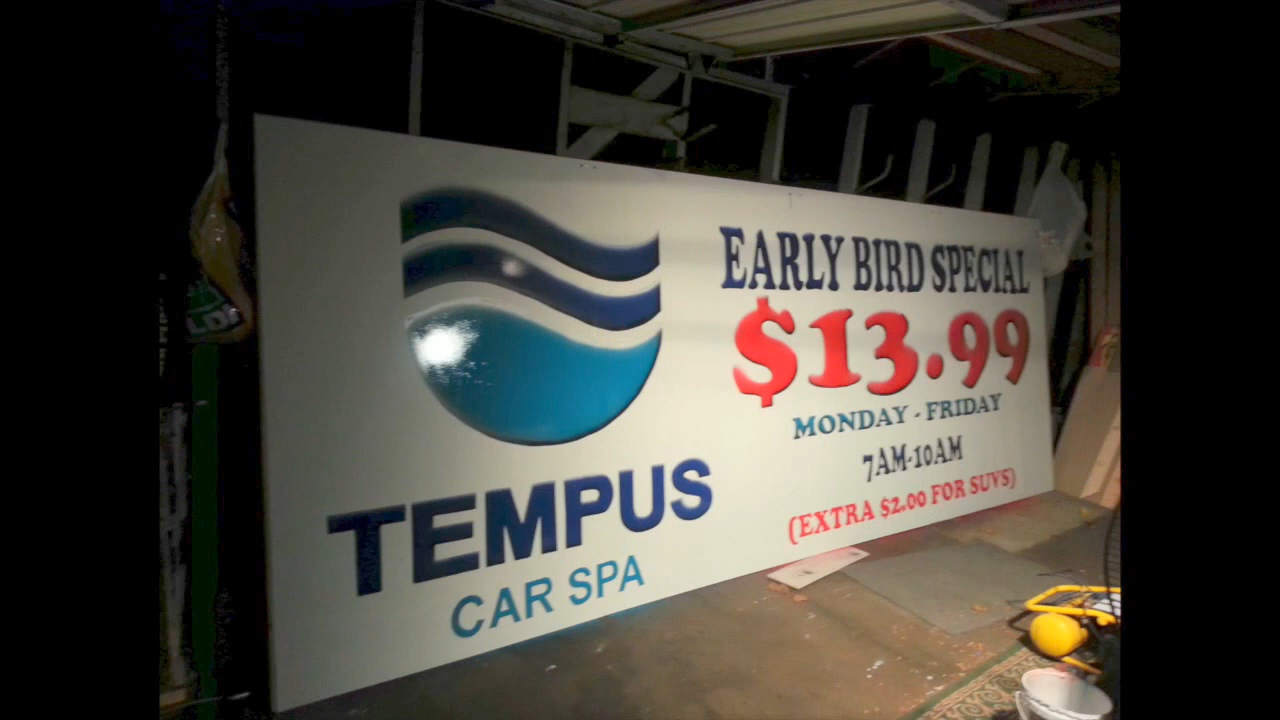 TEMPUS
CAR SPA
EARLY BIRD SPECIAL
$13.99
MONDAY - FRIDAY
7AM-10AM
(EXTRA $2.00 FOR SUVS)